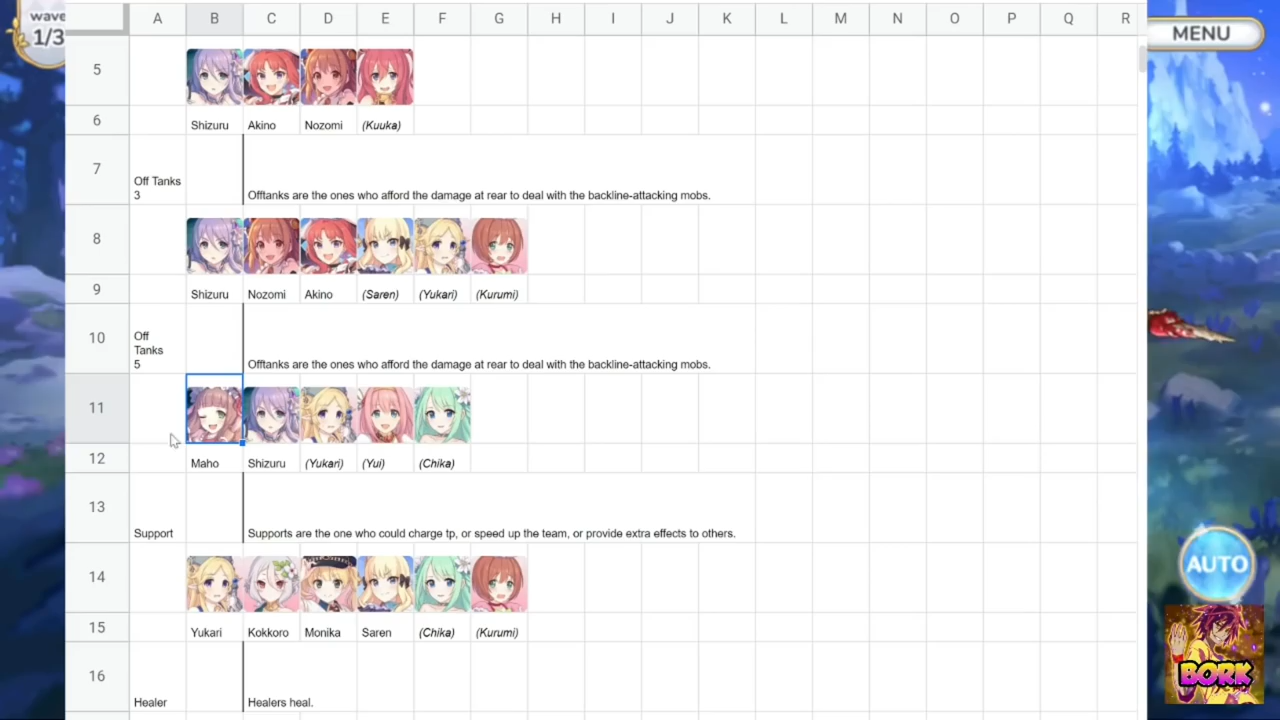 wave
1/3
MENU
A B C D E F G H I J K L M N O P Q R
5
6 Shizuru Akino Nozomi (Kuuka)
7 Off Tanks
3 Offtanks are the ones who afford the damage at rear to deal with the backline-attacking mobs.
8
9 Shizuru Nozomi Akino (Saren) (Yukari) (Kurumi)
10 Off
Tanks
5 Offtanks are the ones who afford the damage at rear to deal with the backline-attacking mobs.
11
12 Maho Shizuru (Yukari) (Yui) (Chika)
13 Support Supports are the one who could charge tp, or speed up the team, or provide extra effects to others.
14
15 Yukari Kokkoro Monika Saren (Chika) (Kurumi)
16 Healer Healers heal.
AUTO
BORK